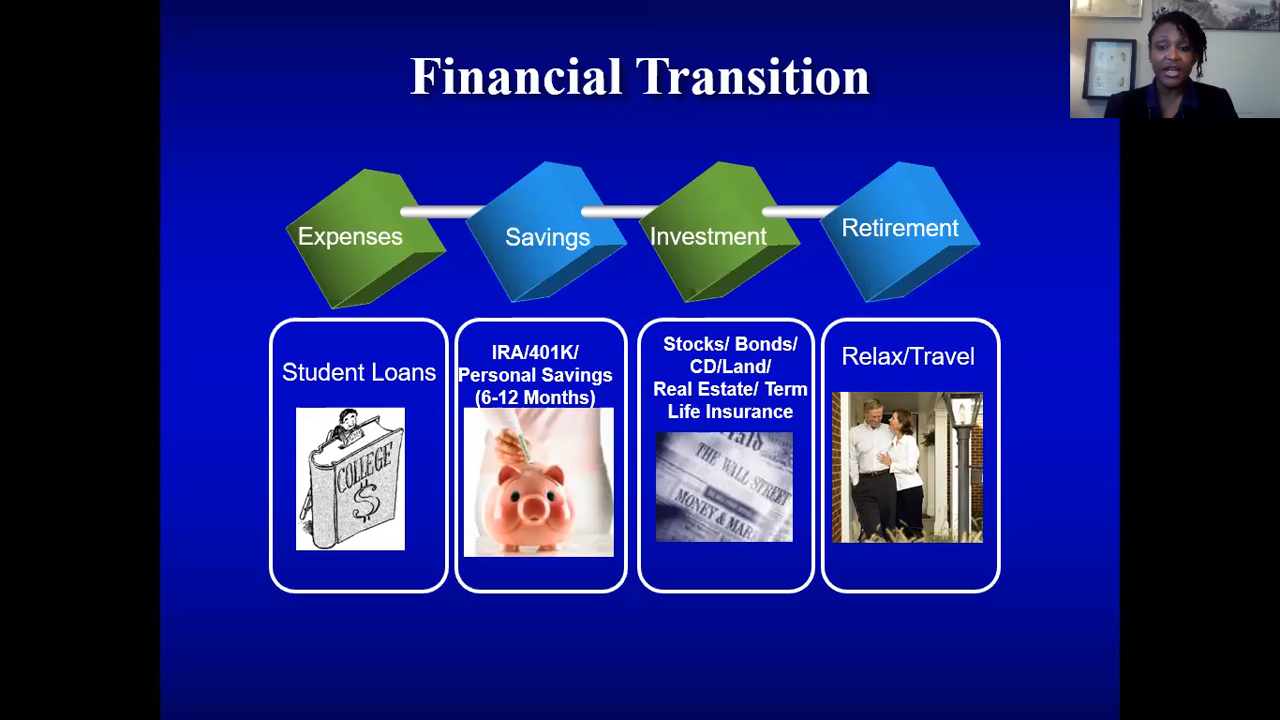 Financial Transition
Expenses
Savings
Investment
Retirement
Student Loans
COLLEGE
$
IRA/401K/
Personal Savings
(6-12 Months)
Stocks/ Bonds/
CD/Land/
Real Estate/ Term
Life Insurance
THE WALL STREET
MONEY & MAR
Relax/Travel